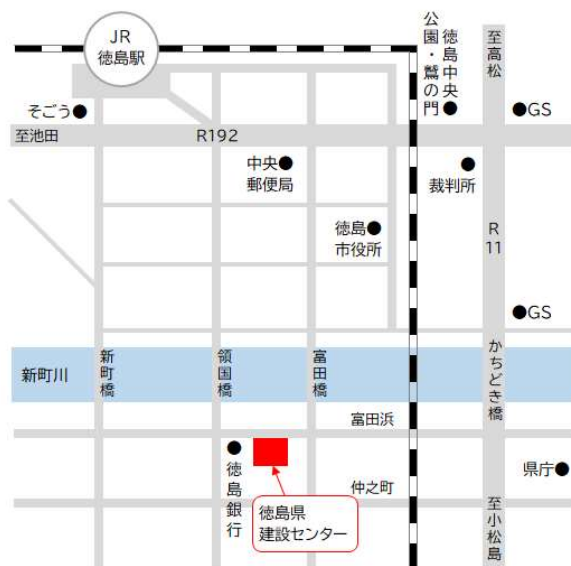 JR
徳島駅
公園・鷲の門
徳島中央
至高松
そごう
GS
至池田
R192
中央
郵便局
裁判所
徳島
市役所
R
11
GS
新町川
新町橋
領国橋
富田橋
かちどき橋
富田浜
徳島銀行
県庁
仲之町
徳島県
建設センター
至小松島